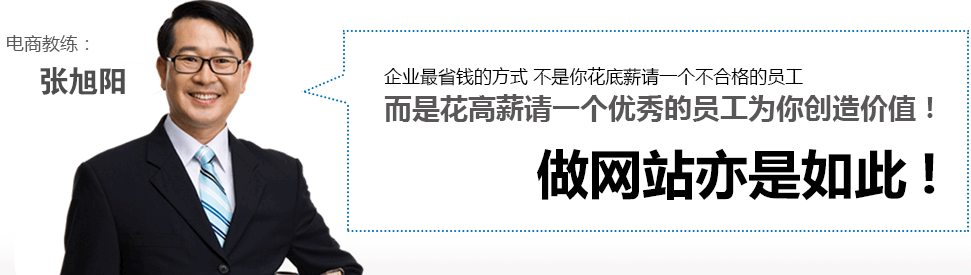 电商教练：
张旭阳
企业最省钱的方式 不是你花底薪请一个不合格的员工
而是花高薪请一个优秀的员工为你创造价值！
做网站亦是如此！